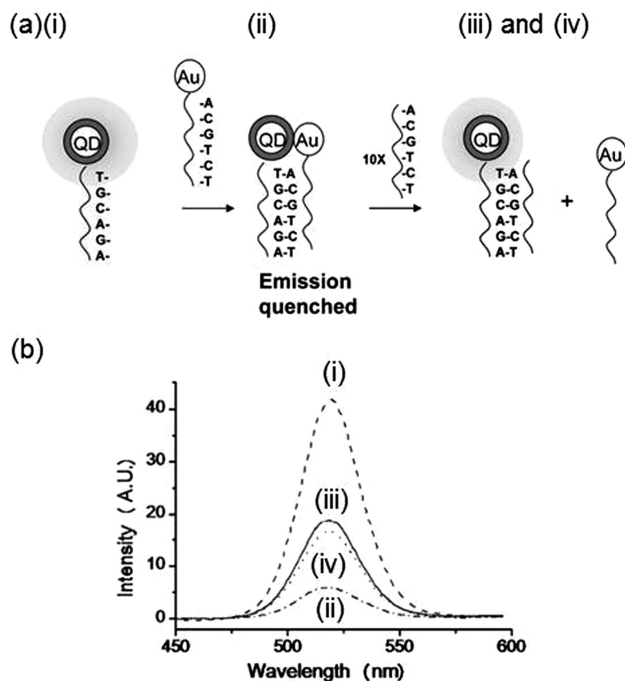 (a)(i)
(ii)
(iii) and (iv)
QD
T-
G-
C-
A-
G-
A-
Au
-A
-C
-G
-T
-C
-T
QD
Au
T-A
G-C
C-G
A-T
G-C
A-T
Emission
quenched
10X
-A
-C
-G
-T
-C
-T
QD
T-A
G-C
C-G
A-T
G-C
A-T
+
Au
(b)
(i)
(iii)
(iv)
(ii)
Intensity (A.U.)
40
30
20
10
0
450
500
550
600
Wavelength (nm)